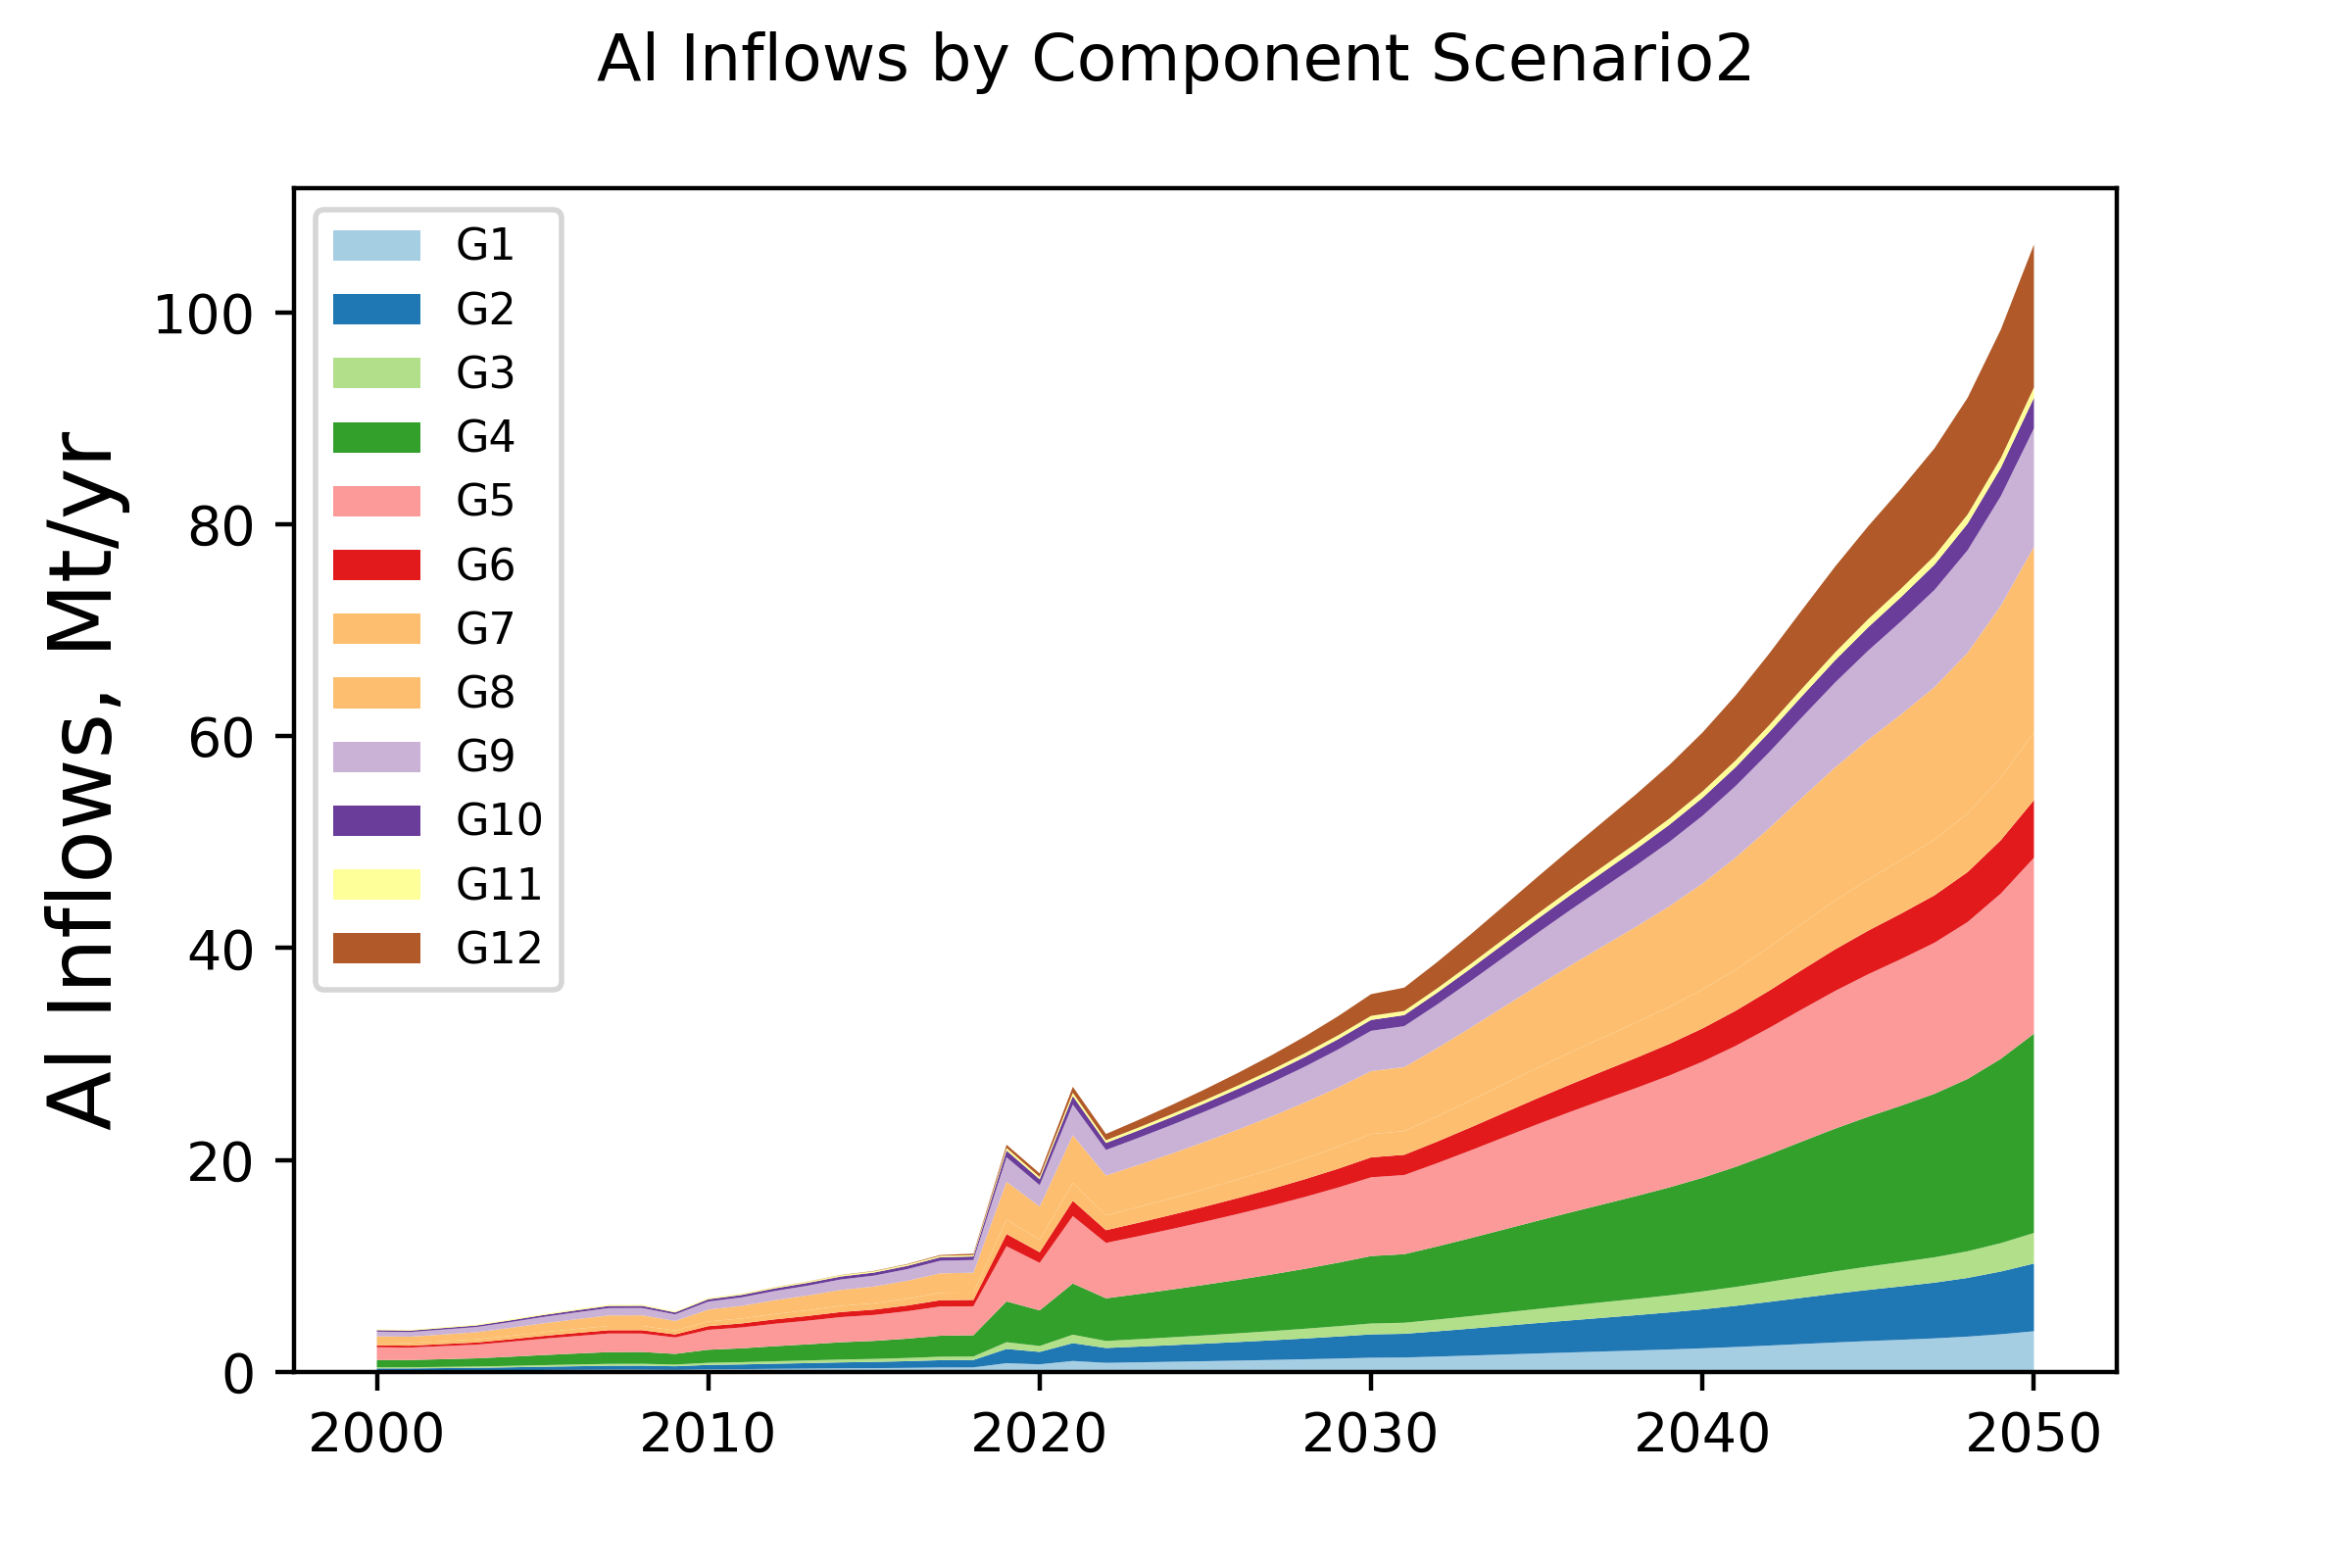 Al Inflows by Component Scenario2
Al Inflows, Mt/yr
100
80
60
40
20
0
G1
G2
G3
G4
G5
G6
G7
G8
G9
G10
G11
G12
2000 2010 2020 2030 2040 2050